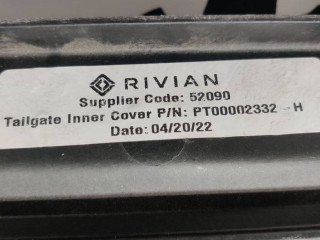 RIVIAN
Supplier Code: 52090
Tailgate Inner Cover P/N: PT00002332 -H
Date: 04/20/22